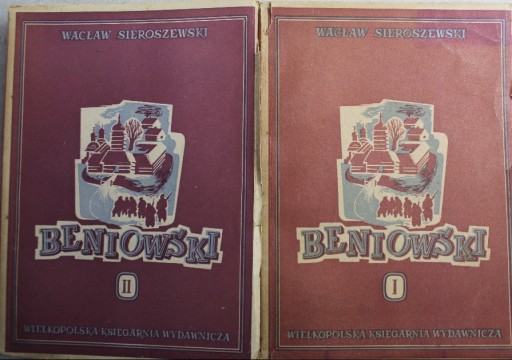 WACŁAW SIEROSZEWSKI
BENIOWSKI
II
WIELKOPOLSKA KSIĘGARNIA WYDAWNICZA
WACŁAW SIEROSZEWSKI
BENIOWSKI
I
WIELKOPOLSKA KSIĘGARNIA WYDAWNICZA